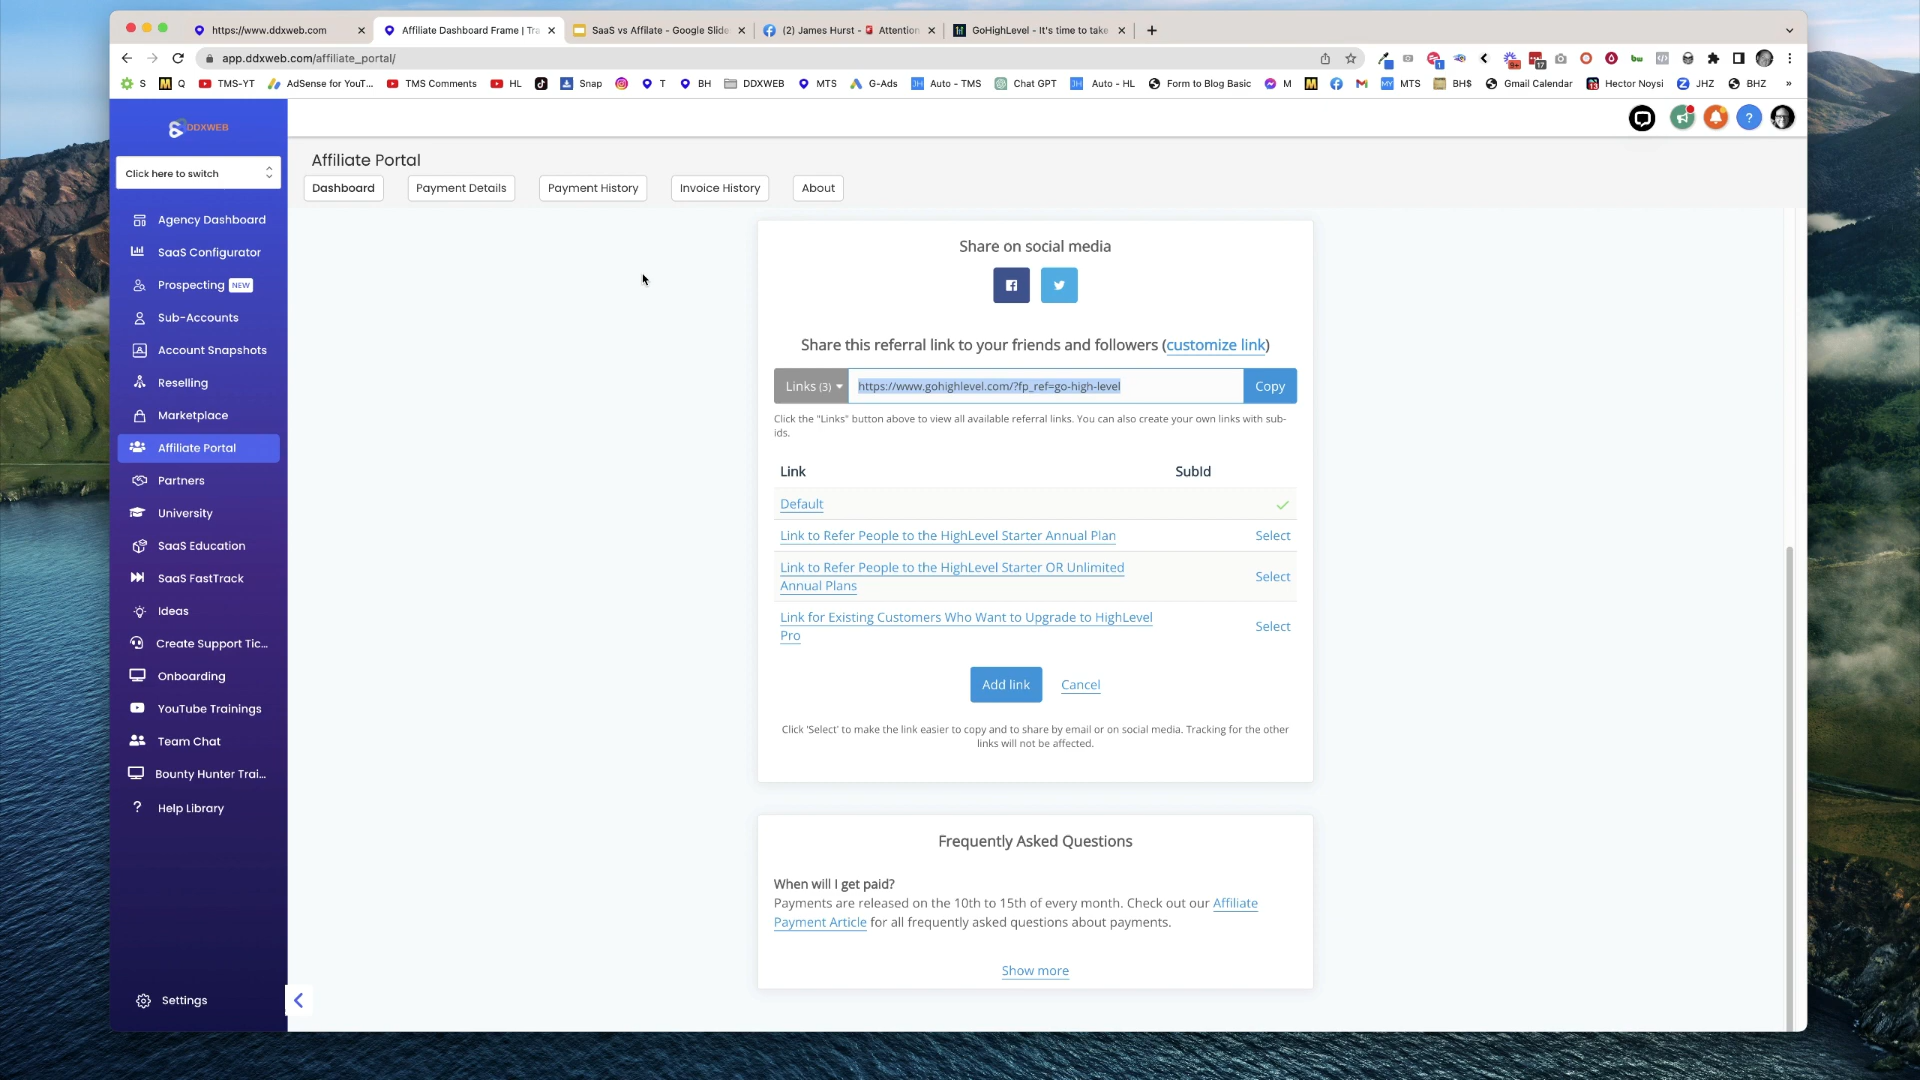 https://www.ddxweb.com
Affiliate Dashboard Frame | Tra
SaaS vs Affilate - Google Slide
(2) James Hurst - Attention
GoHighLevel - It's time to take
app.ddxweb.com/affiliate_portal/
S
Q
TMS-YT
AdSense for YouT...
TMS Comments
HL
Snap
T
BH
DDXWEB
MTS
G-Ads
Auto - TMS
Chat GPT
Auto - HL
Form to Blog Basic
M
MTS
BH$
Gmail Calendar
Hector Noysi
JHZ
BHZ
»
DDXWEB
Click here to switch
Agency Dashboard
SaaS Configurator
Prospecting NEW
Sub-Accounts
Account Snapshots
Reselling
Marketplace
Affiliate Portal
Partners
University
SaaS Education
SaaS FastTrack
Ideas
Create Support Tic...
Onboarding
YouTube Trainings
Team Chat
Bounty Hunter Trai...
Help Library
Settings
Affiliate Portal
Dashboard
Payment Details
Payment History
Invoice History
About
Share on social media
Share this referral link to your friends and followers (customize link)
Links (3)
https://www.gohighlevel.com/?fp_ref=go-high-level
Copy
Click the "Links" button above to view all available referral links. You can also create your own links with sub-
ids.
Link SubId
Default
Link to Refer People to the HighLevel Starter Annual Plan
Select
Link to Refer People to the HighLevel Starter OR Unlimited
Annual Plans
Select
Link for Existing Customers Who Want to Upgrade to HighLevel
Pro
Select
Add link
Cancel
Click 'Select' to make the link easier to copy and to share by email or on social media. Tracking for the other
links will not be affected.
Frequently Asked Questions
When will I get paid?
Payments are released on the 10th to 15th of every month. Check out our Affiliate
Payment Article for all frequently asked questions about payments.
Show more